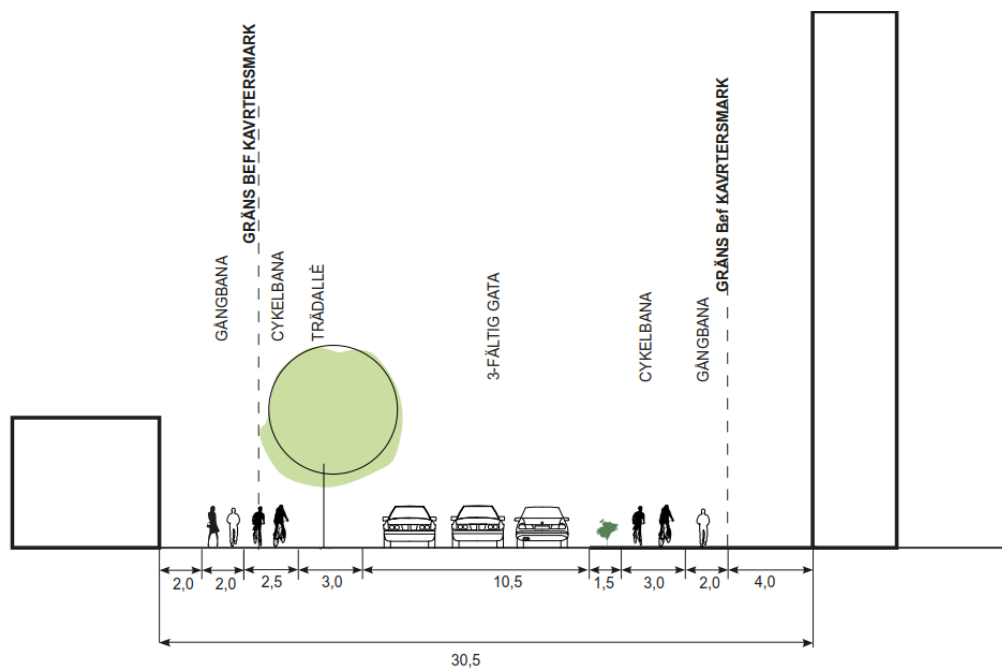 GRÄNS BEF KAVRTERSMARK
GRÄNS Bef KAVRTERSMARK
GÅNGBANA
CYKELBANA
TRÄDALLÈ
3-FÄLTIG GATA
CYKELBANA
GÅNGBANA
2,0
2,0
2,5
3,0
10,5
1,5
3,0
2,0
4,0
30,5